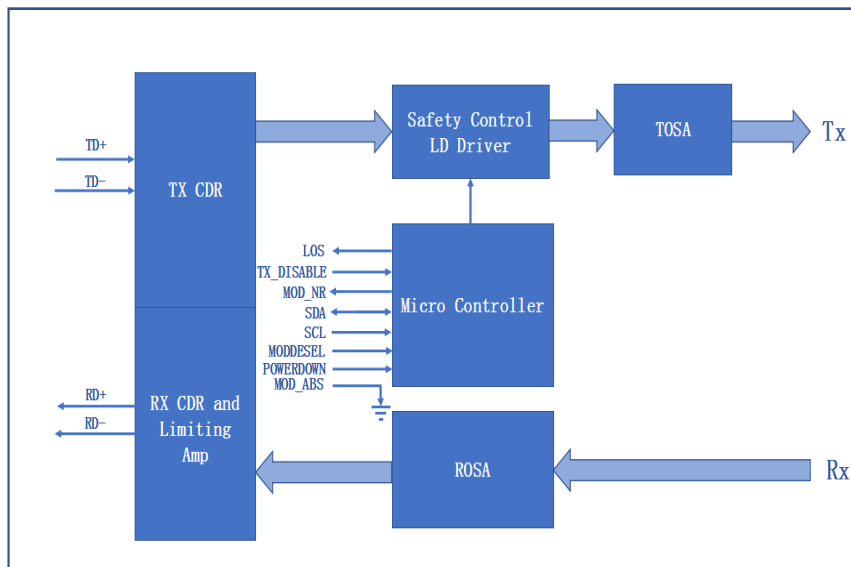 Safety Control
LD Driver
TOSA
Tx
TD+
TD-
TX CDR
LOS
TX_DISABLE
MOD_NR
SDA
SCL
MODDESEL
POWERDOWN
MOD_ABS
Micro Controller
RD+
RD-
RX CDR and
Limiting
Amp
ROSA
Rx